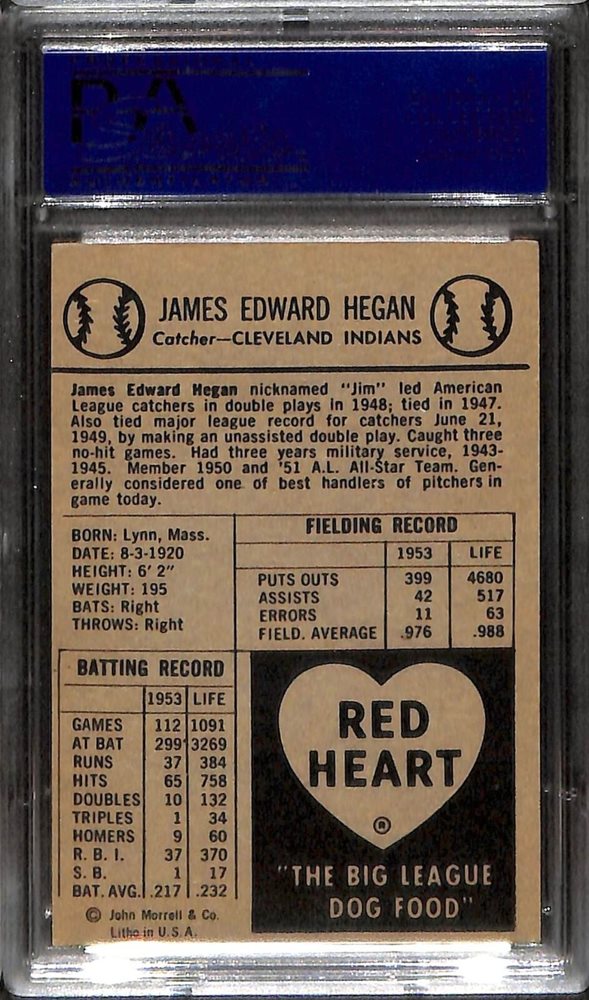 JAMES EDWARD HEGAN
Catcher—CLEVELAND INDIANS
James Edward Hegan nicknamed "Jim" led American
League catchers in double plays in 1948; tied in 1947.
Also tied major league record for catchers June 21,
1949, by making an unassisted double play. Caught three
no-hit games. Had three years military service, 1943-
1945. Member 1950 and '51 A.L. All-Star Team. Gen-
erally considered one of best handlers of pitchers in
game today.
BORN: Lynn, Mass.
DATE: 8-3-1920
HEIGHT: 6' 2"
WEIGHT: 195
BATS: Right
THROWS: Right
FIELDING RECORD
1953 LIFE
PUTS OUTS 399 4680
ASSISTS 42 517
ERRORS 11 63
FIELD. AVERAGE .976 .988
BATTING RECORD
1953 LIFE
GAMES 112 1091
AT BAT 299 3269
RUNS 37 384
HITS 65 758
DOUBLES 10 132
TRIPLES 1 34
HOMERS 9 60
R. B. I. 37 370
S. B. 1 17
BAT. AVG. .217 .232
© John Morrell & Co.
Litho in U.S.A.
RED
HEART
®
"THE BIG LEAGUE
DOG FOOD"